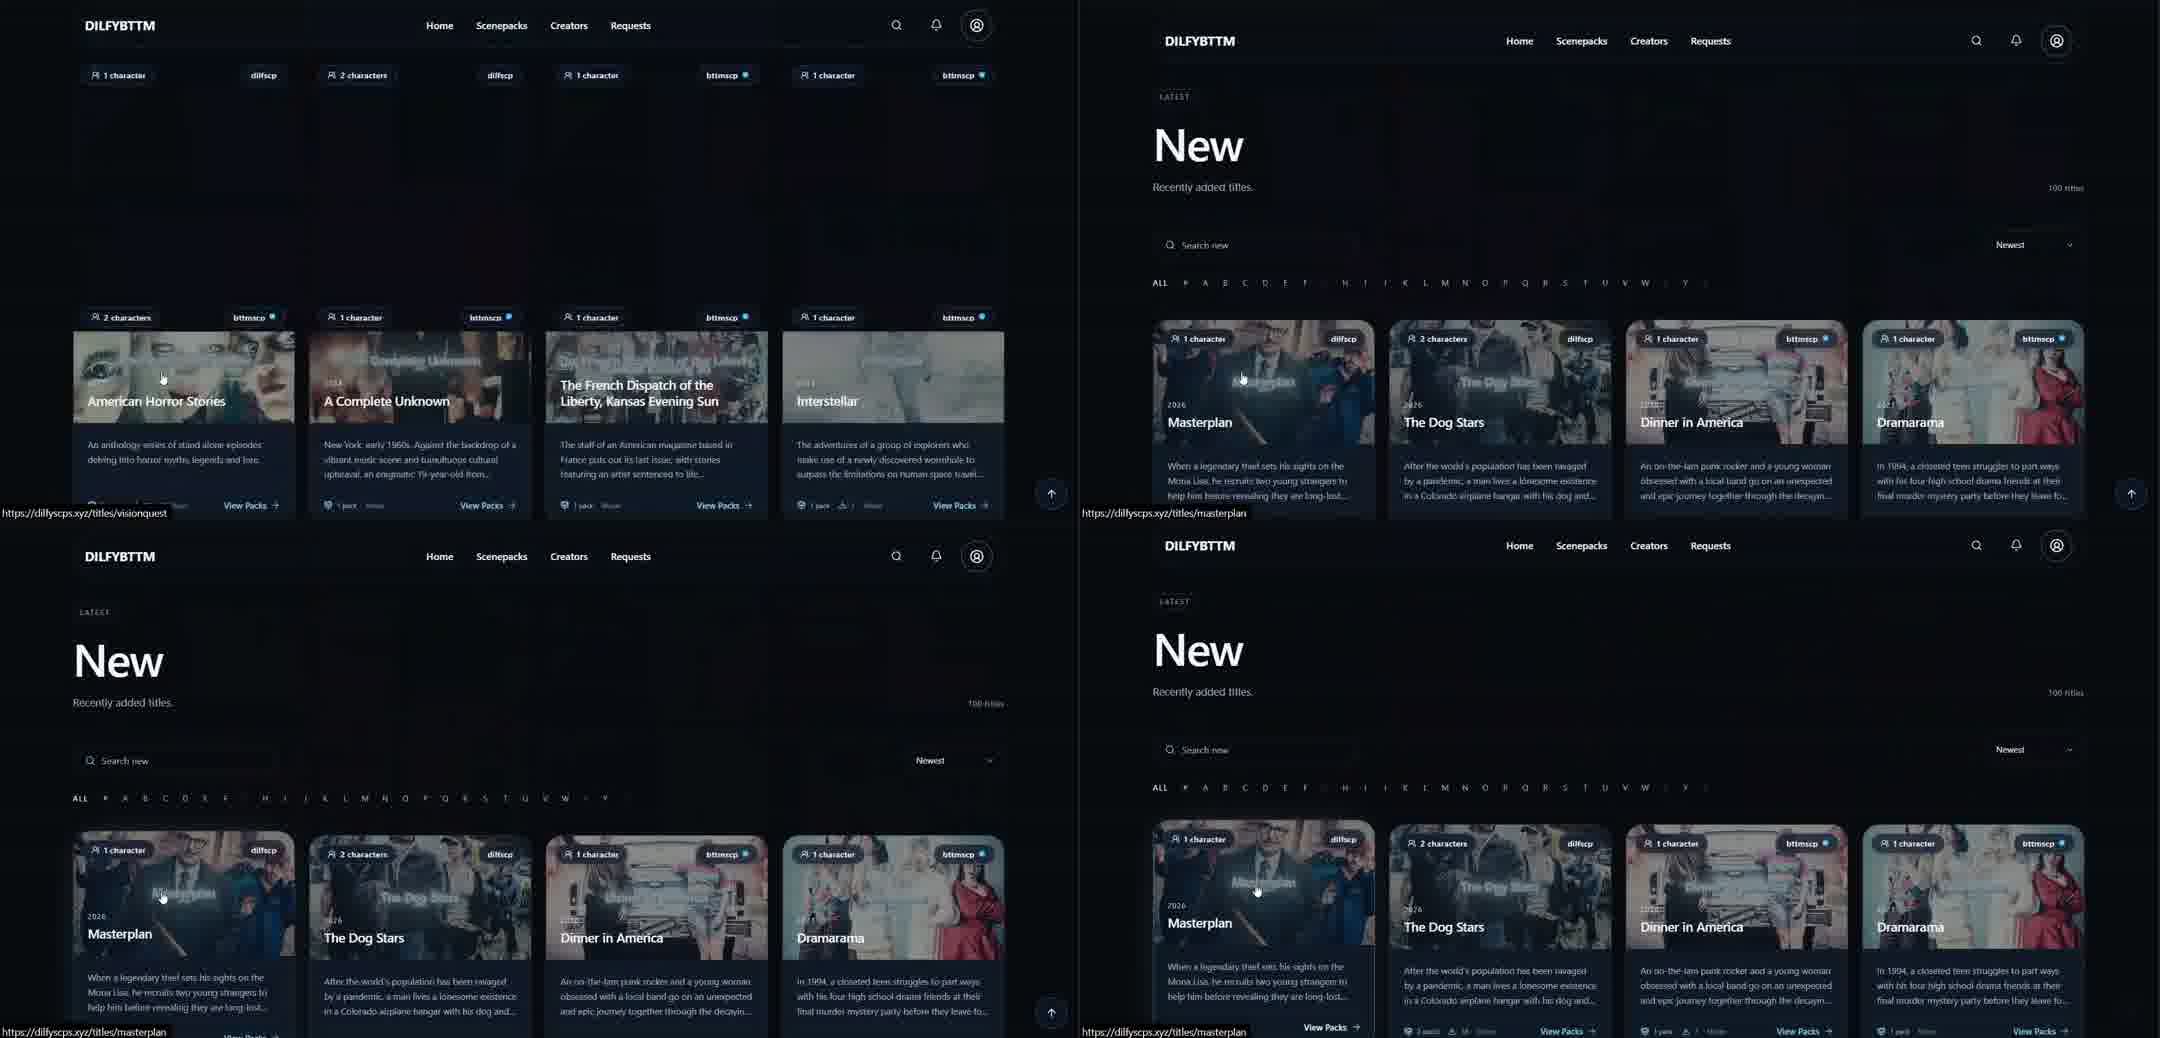 DILFYBTTM Home Scenepacks Creators Requests
1 character dilfscp 2 characters dilfscp 1 character bttmscp 1 character bttmscp
2 characters bttmscp 1 character bttmscp 1 character bttmscp 1 character bttmscp
American Horror Stories
A Complete Unknown
The French Dispatch of the
Liberty, Kansas Evening Sun
Interstellar
An anthology series of stand alone episodes
delving into horror myths, legends and lore.
New York, early 1960s. Against the backdrop of a
vibrant music scene and tumultuous cultural
upheaval, an enigmatic 19-year-old from...
The staff of an American magazine based in
France puts out its last issue, with stories
featuring an artist sentenced to life...
The adventures of a group of explorers who
make use of a newly discovered wormhole to
surpass the limitations on human space travel...
View Packs
1 pack View Packs
1 pack View Packs
1 pack View Packs
https://dilfyscps.xyz/titles/visionquest
DILFYBTTM Home Scenepacks Creators Requests
LATEST
New
Recently added titles.
100 titles
Search new
Newest
ALL # A B C D E F H I J K L M N O P Q R S T U V W Y
1 character dilfscp 2 characters dilfscp 1 character bttmscp 1 character bttmscp
2026
Masterplan
2026
The Dog Stars
Dinner in America
Dramarama
When a legendary thief sets his sights on the
Mona Lisa, he recruits two young strangers to
help him before revealing they are long-lost...
After the world's population has been ravaged
by a pandemic, a man lives a lonesome existence
in a Colorado airplane hangar with his dog and...
An on-the-lam punk rocker and a young woman
obsessed with a local band go on an unexpected
and epic journey together through the decayin...
In 1994, a closeted teen struggles to part ways
with his four high school drama friends at their
final murder mystery party before they leave fo...
https://dilfyscps.xyz/titles/masterplan
DILFYBTTM Home Scenepacks Creators Requests
LATEST
New
Recently added titles.
100 titles
Search new
Newest
ALL # A B C D E F H I J K L M N O P Q R S T U V W Y
1 character dilfscp 2 characters dilfscp 1 character bttmscp 1 character bttmscp
2026
Masterplan
2026
The Dog Stars
Dinner in America
Dramarama
When a legendary thief sets his sights on the
Mona Lisa, he recruits two young strangers to
help him before revealing they are long-lost...
After the world's population has been ravaged
by a pandemic, a man lives a lonesome existence
in a Colorado airplane hangar with his dog and...
An on-the-lam punk rocker and a young woman
obsessed with a local band go on an unexpected
and epic journey together through the decayin...
In 1994, a closeted teen struggles to part ways
with his four high school drama friends at their
final murder mystery party before they leave fo...
View Packs
https://dilfyscps.xyz/titles/masterplan
DILFYBTTM Home Scenepacks Creators Requests
LATEST
New
Recently added titles.
100 titles
Search new
Newest
ALL # A B C D E F H I J K L M N O P Q R S T U V W Y
1 character dilfscp 2 characters dilfscp 1 character bttmscp 1 character bttmscp
2026
Masterplan
2026
The Dog Stars
Dinner in America
Dramarama
When a legendary thief sets his sights on the
Mona Lisa, he recruits two young strangers to
help him before revealing they are long-lost...
After the world's population has been ravaged
by a pandemic, a man lives a lonesome existence
in a Colorado airplane hangar with his dog and...
An on-the-lam punk rocker and a young woman
obsessed with a local band go on an unexpected
and epic journey together through the decayin...
In 1994, a closeted teen struggles to part ways
with his four high school drama friends at their
final murder mystery party before they leave fo...
View Packs
2 packs View Packs
1 pack View Packs
1 pack View Packs
https://dilfyscps.xyz/titles/masterplan